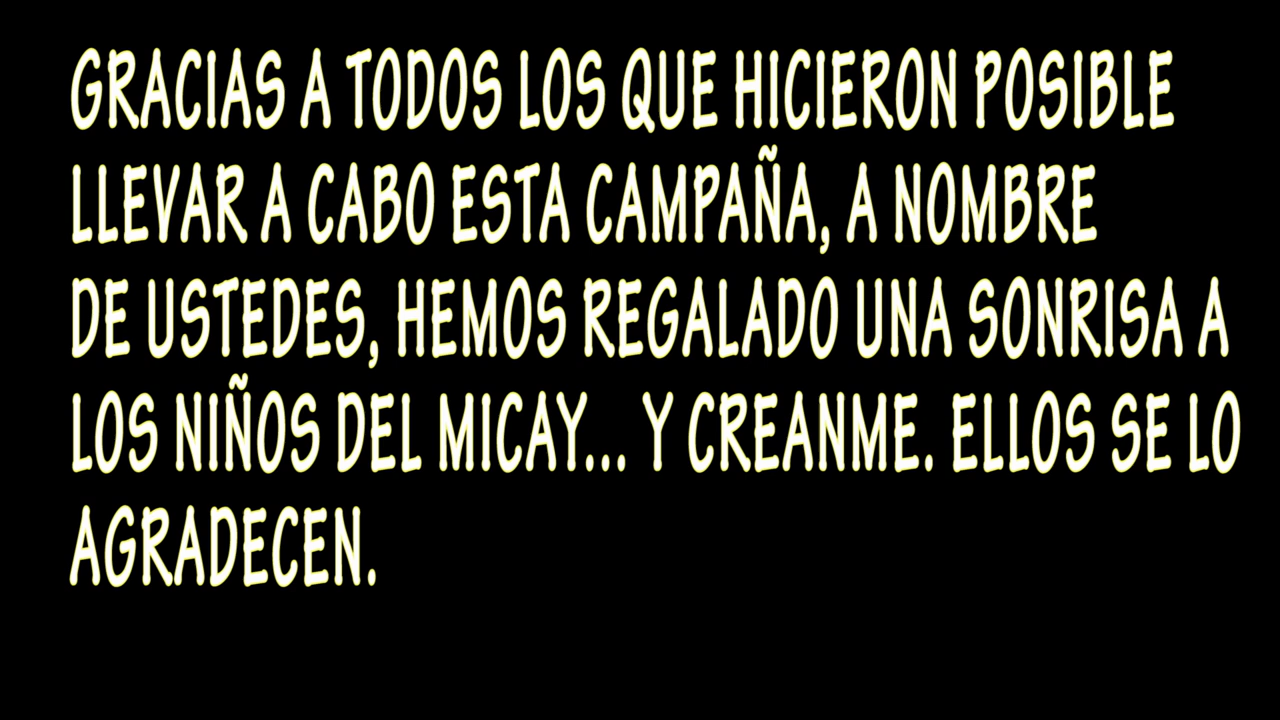 GRACIAS A TODOS LOS QUE HICIERON POSIBLE
LLEVAR A CABO ESTA CAMPAÑA, A NOMBRE
DE USTEDES, HEMOS REGALADO UNA SONRISA A
LOS NIÑOS DEL MICAY... Y CREANME. ELLOS SE LO
AGRADECEN.